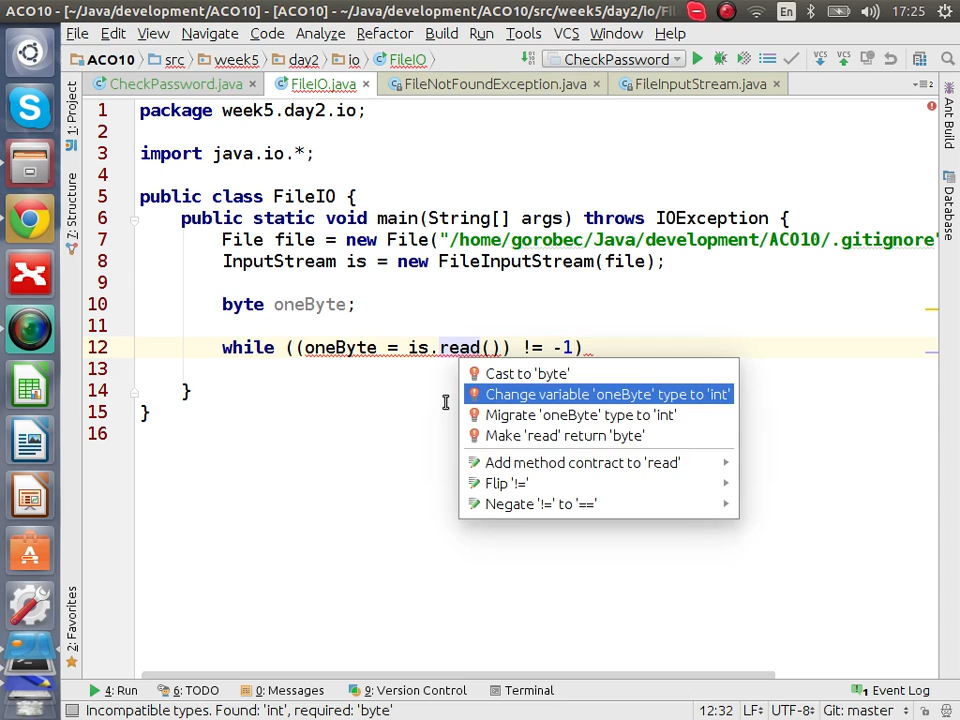 ACO10 - [~/Java/development/ACO10] - [ACO10] - ~/Java/development/ACO10/src/week5/day2/io/Fil
En
17:25
File Edit View Navigate Code Analyze Refactor Build Run Tools VCS Window Help
ACO10 src week5 day2 io FileIO CheckPassword VCS VCS
CheckPassword.java × FileIO.java × FileNotFoundException.java × FileInputStream.java ×
1: Project
7: Structure
2: Favorites
Ant Build
Database
1 package week5.day2.io;
2
3 import java.io.*;
4
5 public class FileIO {
6 public static void main(String[] args) throws IOException {
7 File file = new File("/home/gorobec/Java/development/ACO10/.gitignore"
8 InputStream is = new FileInputStream(file);
9
10 byte oneByte;
11
12 while ((oneByte = is.read()) != -1)
13
14 }
15 }
16
Cast to 'byte'
Change variable 'oneByte' type to 'int'
Migrate 'oneByte' type to 'int'
Make 'read' return 'byte'
Add method contract to 'read'
Flip '!='
Negate '!=' to '=='
4: Run 6: TODO 0: Messages 9: Version Control Terminal 1 Event Log
Incompatible types. Found: 'int', required: 'byte' 12:32 LF÷ UTF-8÷ Git: master